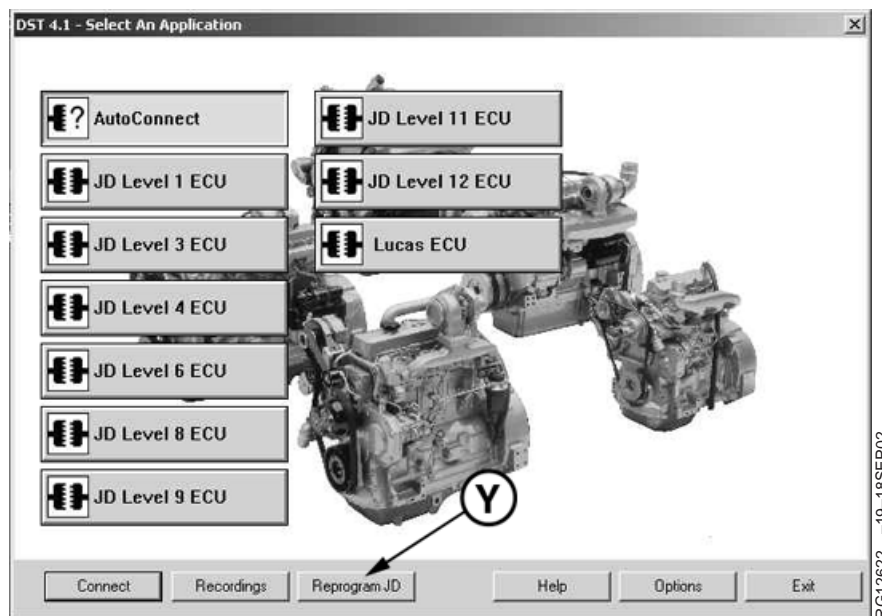 DST 4.1 - Select An Application
? AutoConnect
JD Level 1 ECU
JD Level 3 ECU
JD Level 4 ECU
JD Level 6 ECU
JD Level 8 ECU
JD Level 9 ECU
JD Level 11 ECU
JD Level 12 ECU
Lucas ECU
Y
Connect
Recordings
Reprogram JD
Help
Options
Exit
RG12622 —19–18SEP02